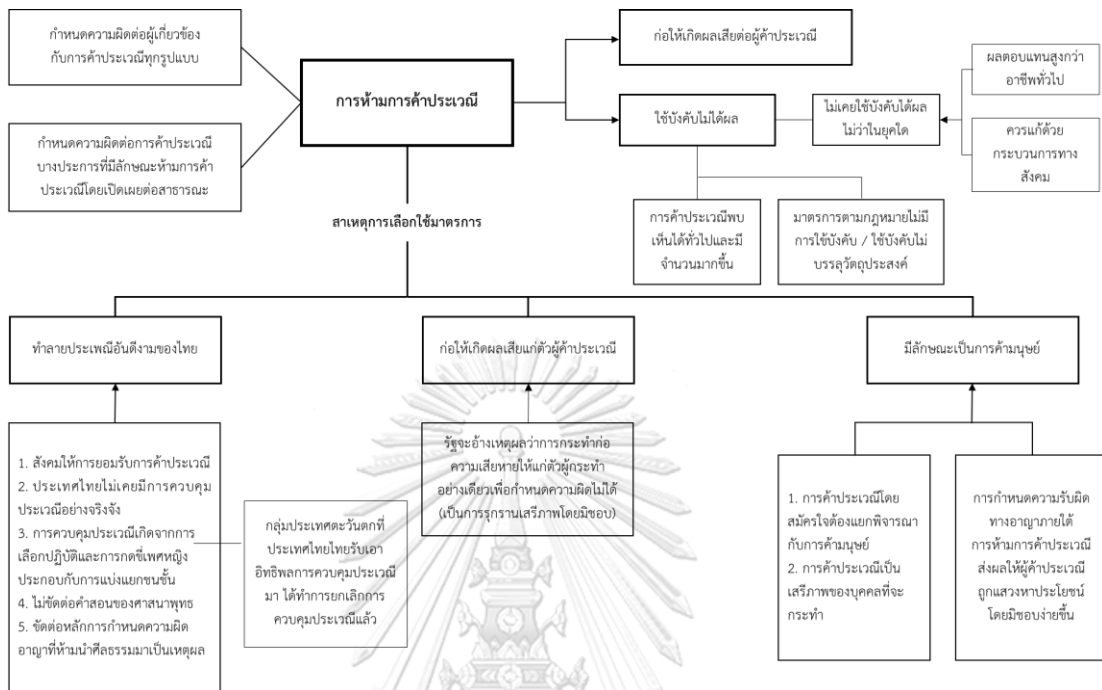 กำหนดความผิดต่อผู้เกี่ยวข้อง
กับการค้าประเวณีทุกรูปแบบ
กำหนดความผิดต่อการค้าประเวณี
บางประการที่มีลักษณะห้ามการค้า
ประเวณีโดยเปิดเผยต่อสาธารณะ
การห้ามการค้าประเวณี
ก่อให้เกิดผลเสียต่อผู้ค้าประเวณี
ใช้บังคับไม่ได้ผล
ไม่เคยใช้บังคับได้ผล
ไม่ว่าในยุคใด
ผลตอบแทนสูงกว่า
อาชีพทั่วไป
ควรแก้ด้วย
กระบวนการทาง
สังคม
การค้าประเวณีพบ
เห็นได้ทั่วไปและมี
จำนวนมากขึ้น
มาตรการตามกฎหมายไม่มี
การใช้บังคับ / ใช้บังคับไม่
บรรลุวัตถุประสงค์
สาเหตุการเลือกใช้มาตรการ
ทำลายประเพณีอันดีงามของไทย
ก่อให้เกิดผลเสียแก่ตัวผู้ค้าประเวณี
มีลักษณะเป็นการค้ามนุษย์
1. สังคมให้การยอมรับการค้าประเวณี
2. ประเทศไทยไม่เคยมีการควบคุม
ประเวณีอย่างจริงจัง
3. การควบคุมประเวณีเกิดจากการ
เลือกปฏิบัติและการกดขี่เพศหญิง
ประกอบกับการแบ่งแยกชนชั้น
4. ไม่ขัดต่อคำสอนของศาสนาพุทธ
5. ขัดต่อหลักการกำหนดความผิด
อาญาที่ห้ามนำศีลธรรมมาเป็นเหตุผล
กลุ่มประเทศตะวันตกที่
ประเทศไทยไทยรับเอา
อิทธิพลการควบคุมประเวณี
มา ได้ทำการยกเลิกการ
ควบคุมประเวณีแล้ว
รัฐจะอ้างเหตุผลว่าการกระทำก่อ
ความเสียหายให้แก่ตัวผู้กระทำ
อย่างเดียวเพื่อกำหนดความผิดไม่ได้
(เป็นการรุกรานเสรีภาพโดยมิชอบ)
1. การค้าประเวณีโดย
สมัครใจต้องแยกพิจารณา
กับการค้ามนุษย์
2. การค้าประเวณีเป็น
เสรีภาพของบุคคลที่จะ
กระทำ
การกำหนดความรับผิด
ทางอาญาภายใต้
การห้ามการค้าประเวณี
ส่งผลให้ผู้ค้าประเวณี
ถูกแสวงหาประโยชน์
โดยมิชอบง่ายขึ้น